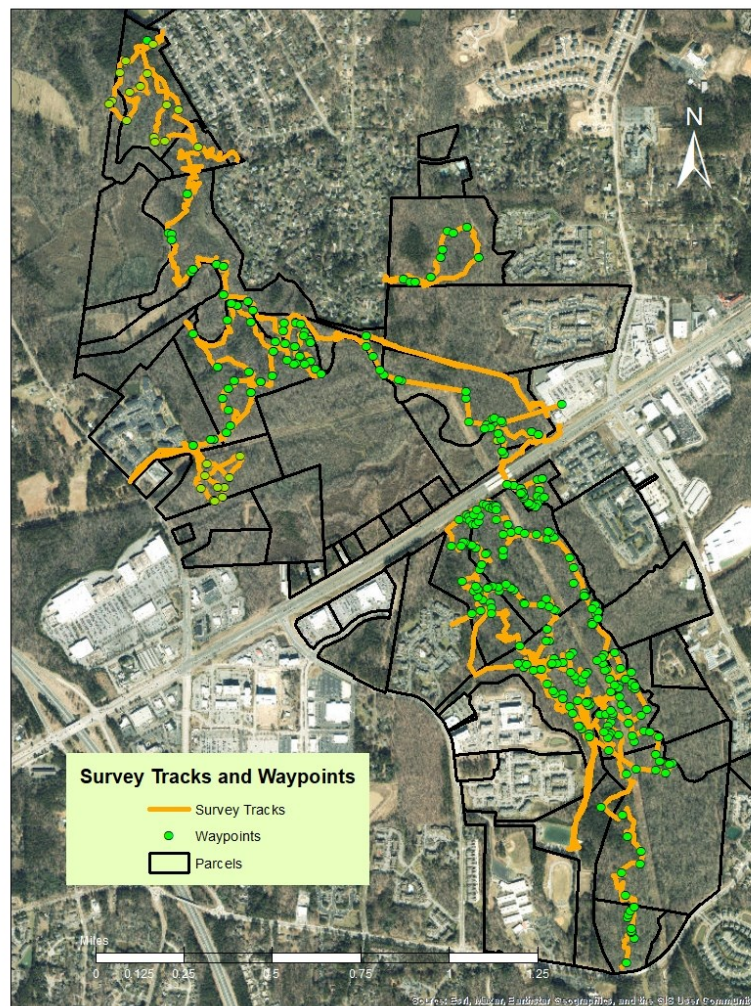 N
Survey Tracks and Waypoints
Survey Tracks
Waypoints
Parcels
Miles
0 0.125 0.25 0.5 0.75 1 1.25
Source: Esri, Maxar, Earthstar Geographics, and the GIS User Community